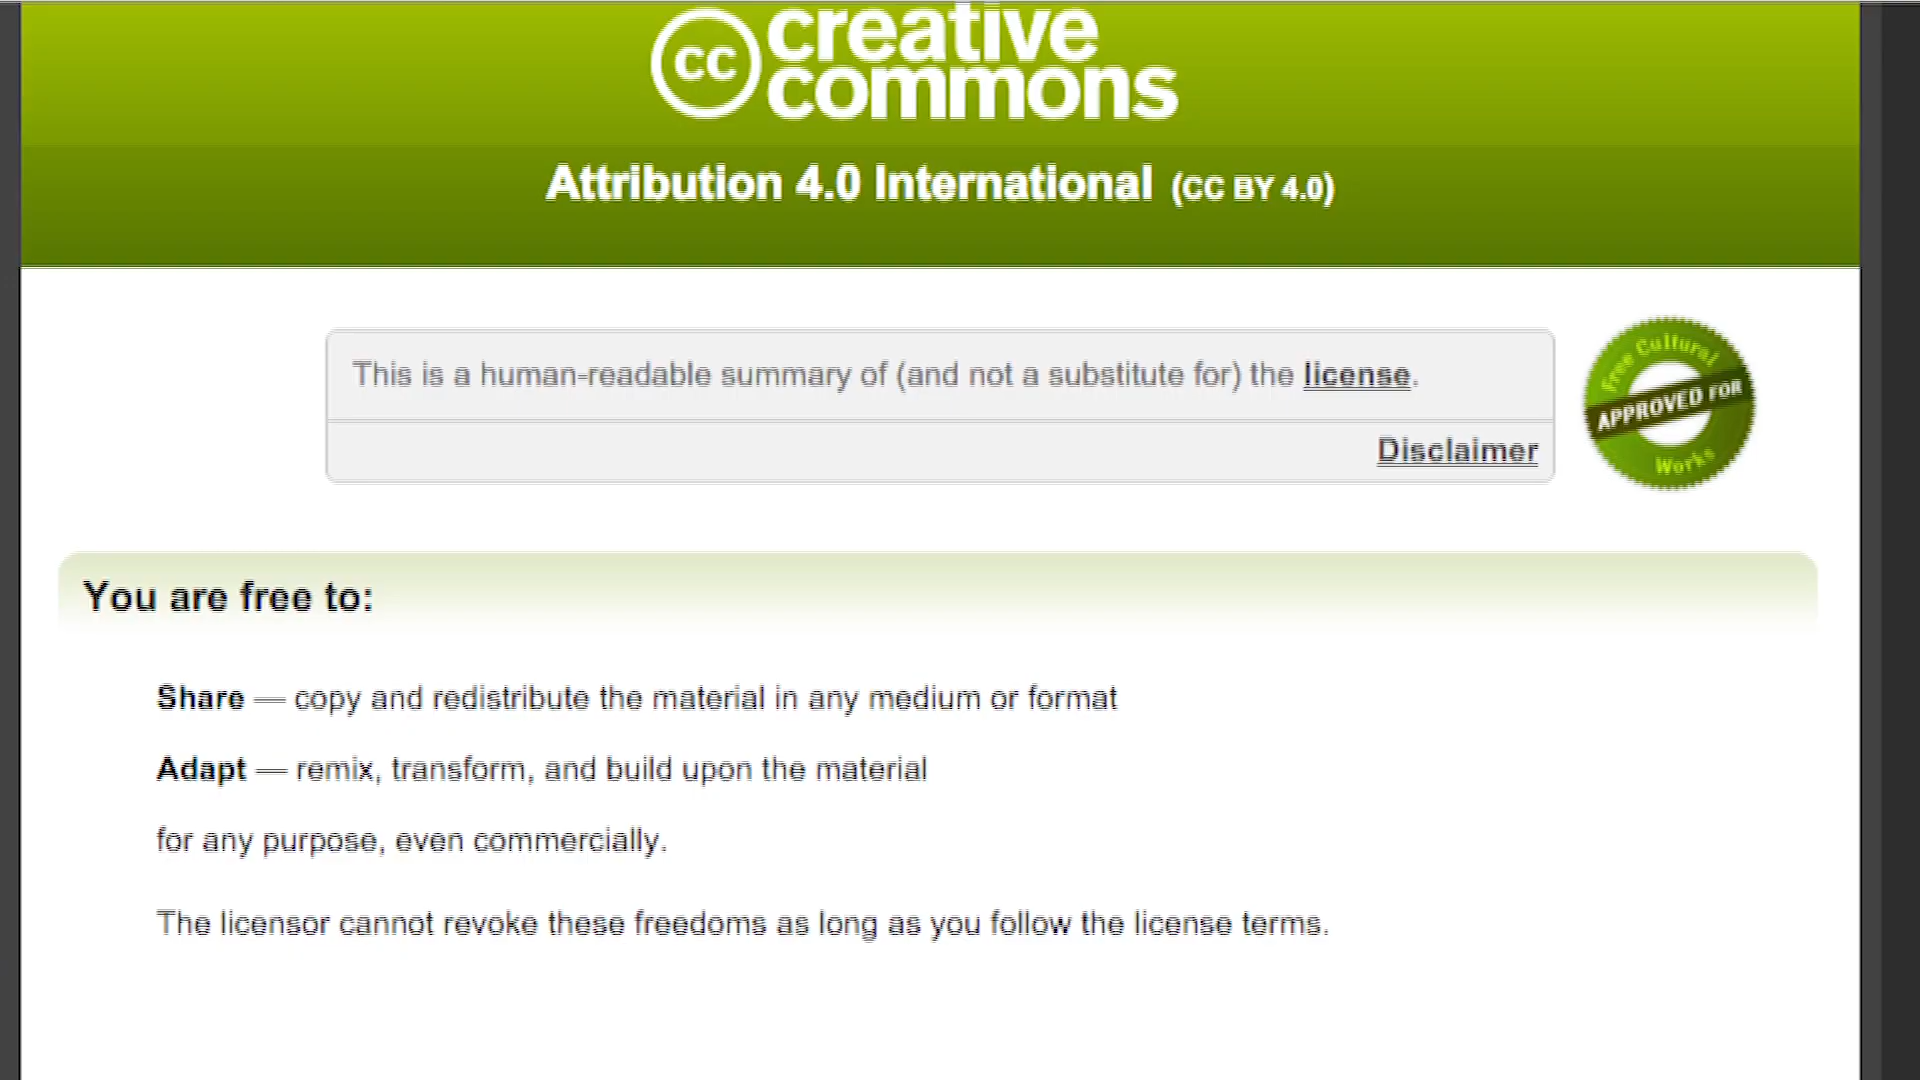 cc creative
commons
Attribution 4.0 International (CC BY 4.0)
This is a human-readable summary of (and not a substitute for) the license.
Disclaimer
Free Cultural
APPROVED FOR
Works
You are free to:
Share — copy and redistribute the material in any medium or format
Adapt — remix, transform, and build upon the material
for any purpose, even commercially.
The licensor cannot revoke these freedoms as long as you follow the license terms.